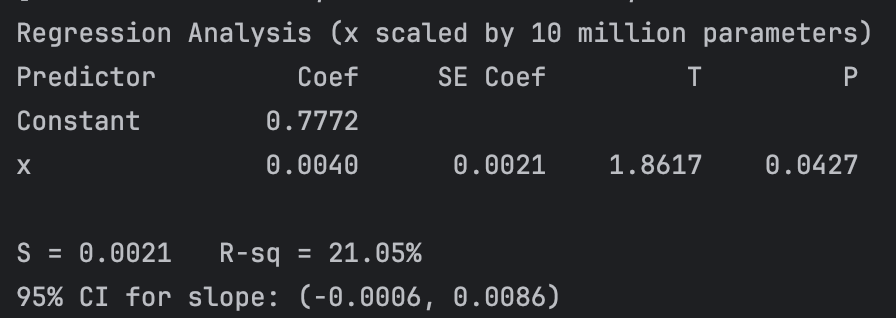 Regression Analysis (x scaled by 10 million parameters)
Predictor Coef SE Coef T P
Constant 0.7772
x 0.0040 0.0021 1.8617 0.0427
S = 0.0021 R-sq = 21.05%
95% CI for slope: (-0.0006, 0.0086)